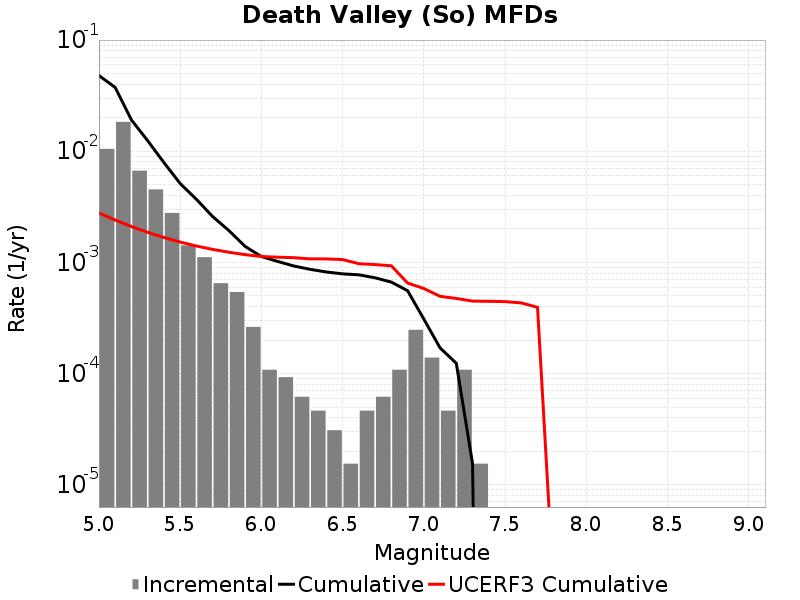 Death Valley (So) MFDs
10-1
10-2
10-3
10-4
10-5
Rate (1/yr)
5.0 5.5 6.0 6.5 7.0 7.5 8.0 8.5 9.0
Magnitude
Incremental Cumulative UCERF3 Cumulative